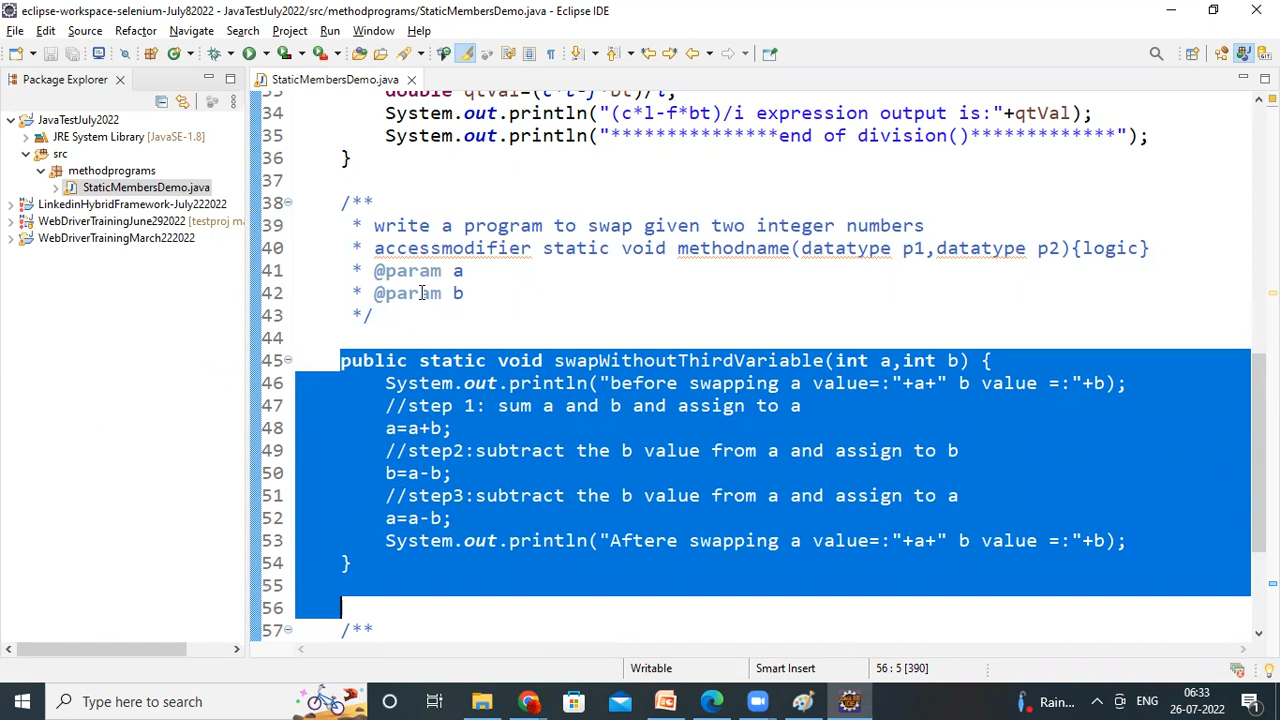 eclipse-workspace-selenium-July82022 - JavaTestJuly2022/src/methodprograms/StaticMembersDemo.java - Eclipse IDE
File Edit Source Refactor Navigate Search Project Run Window Help
Package Explorer
StaticMembersDemo.java
JavaTestJuly2022
JRE System Library [JavaSE-1.8]
src
methodprograms
StaticMembersDemo.java
LinkedinHybridFramework-July222022
WebDriverTrainingJune292022 [testproj ma
WebDriverTrainingMarch222022
34 System.out.println("(c*l-f*bt)/i expression output is:"+qtVal);
35 System.out.println("***************end of division()*************");
36 }
37
38 /**
39 * write a program to swap given two integer numbers
40 * accessmodifier static void methodname(datatype p1,datatype p2){logic}
41 * @param a
42 * @param b
43 */
44
45 public static void swapWithoutThirdVariable(int a,int b) {
46 System.out.println("before swapping a value=:"+a+" b value =:"+b);
47 //step 1: sum a and b and assign to a
48 a=a+b;
49 //step2:subtract the b value from a and assign to b
50 b=a-b;
51 //step3:subtract the b value from a and assign to a
52 a=a-b;
53 System.out.println("Aftere swapping a value=:"+a+" b value =:"+b);
54 }
55
56
57 /**
Writable Smart Insert 56 : 5 [390]
Type here to search
Rain... ENG 06:33
26-07-2022